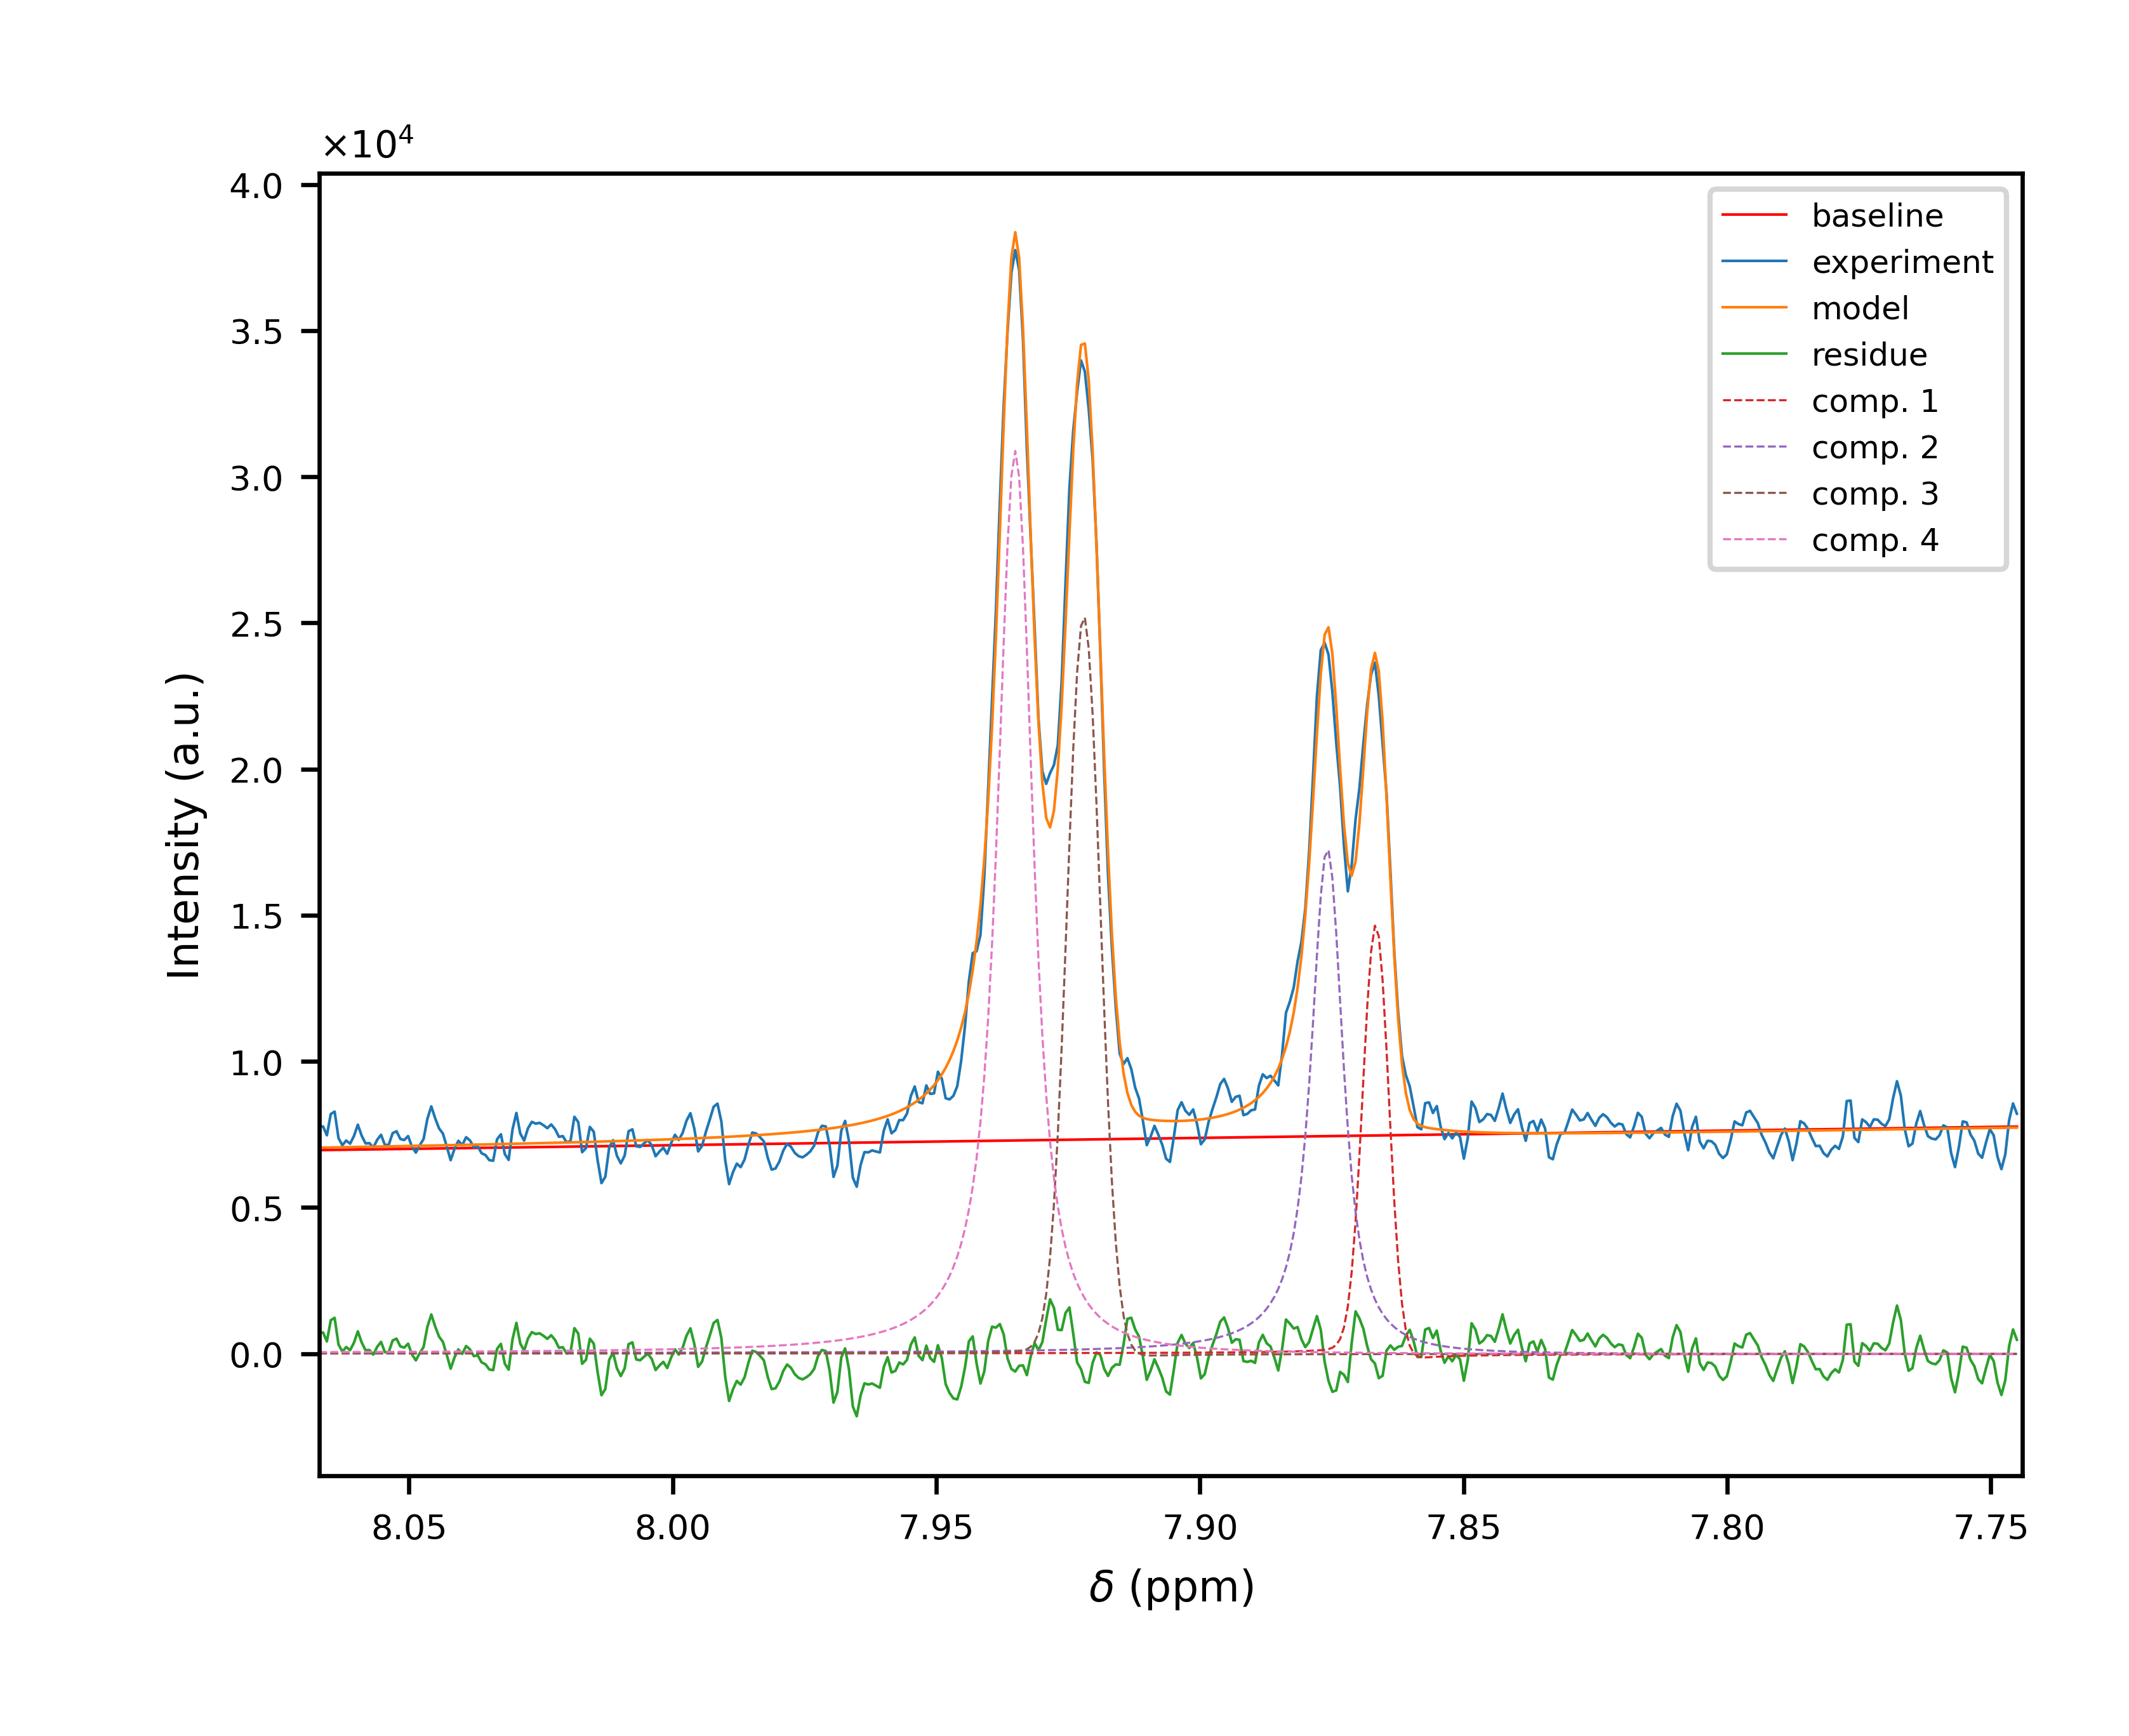 ×10⁴
4.0
3.5
3.0
2.5
2.0
1.5
1.0
0.5
0.0
Intensity (a.u.)
baseline
experiment
model
residue
comp. 1
comp. 2
comp. 3
comp. 4
8.05 8.00 7.95 7.90 7.85 7.80 7.75
δ (ppm)